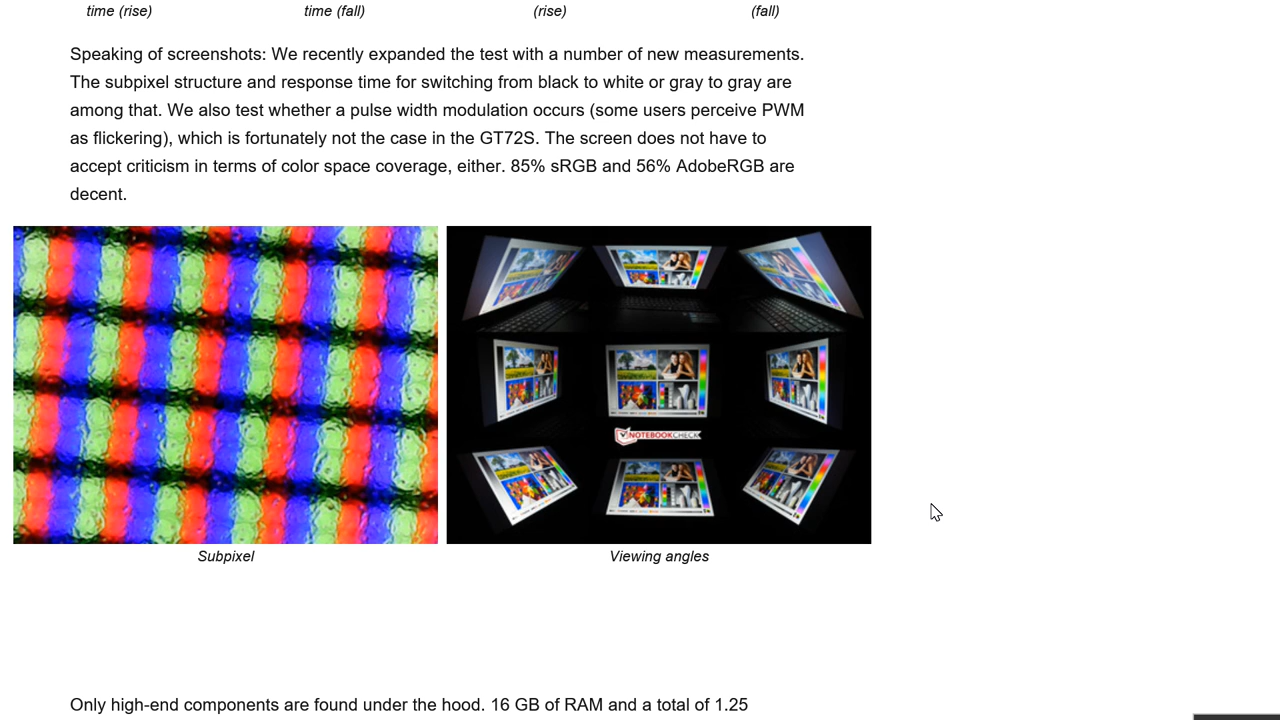 time (rise) time (fall) (rise) (fall)
Speaking of screenshots: We recently expanded the test with a number of new measurements.
The subpixel structure and response time for switching from black to white or gray to gray are
among that. We also test whether a pulse width modulation occurs (some users perceive PWM
as flickering), which is fortunately not the case in the GT72S. The screen does not have to
accept criticism in terms of color space coverage, either. 85% sRGB and 56% AdobeRGB are
decent.
NOTEBOOKCHECK
Subpixel Viewing angles
Only high-end components are found under the hood. 16 GB of RAM and a total of 1.25